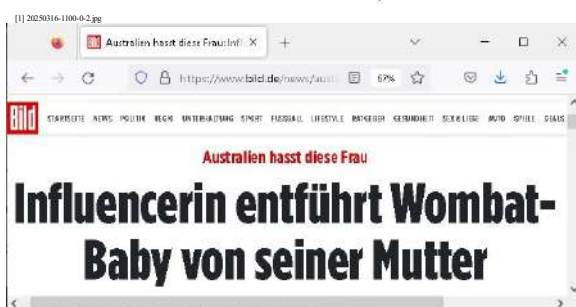 [1] 20250316-1100-0-2.jpg
Australien hasst diese Frau: Infl
https://www.bild.de/news/aus
67%
Bild
STARTSEITE NEWS POLITIK REGIO UNTERHALTUNG SPORT FUSSBALL LIFESTYLE RATGEBER GESUNDHEIT SEX & LIEBE AUTO SPIELE DEALS
Australien hasst diese Frau
Influencerin entführt Wombat-
Baby von seiner Mutter